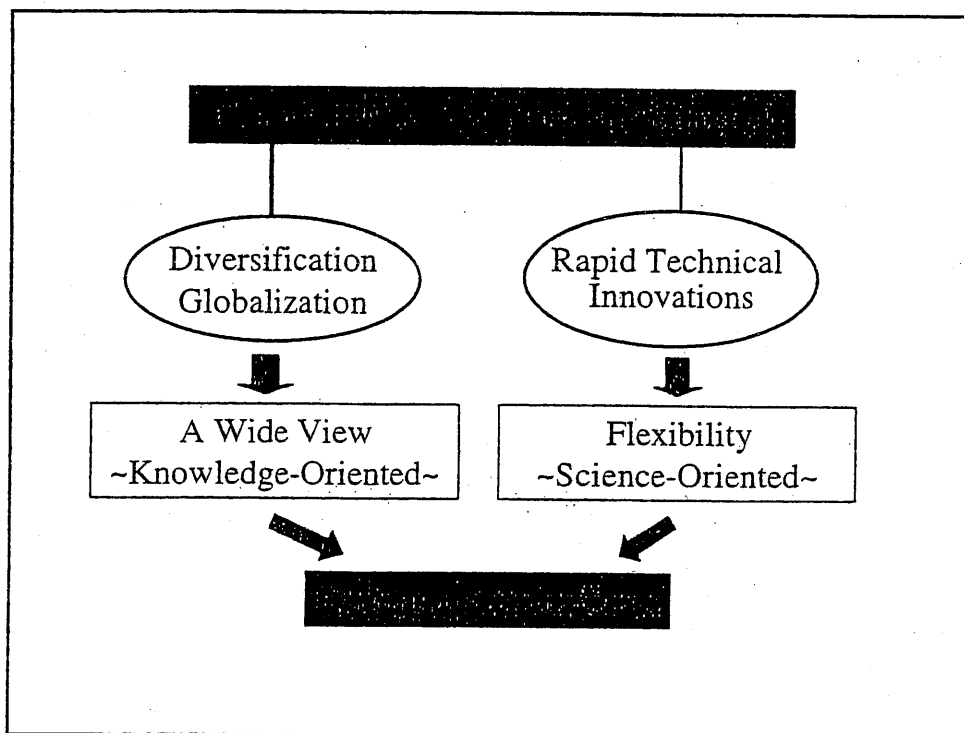 Diversification
Globalization
Rapid Technical
Innovations
A Wide View
~Knowledge-Oriented~
Flexibility
~Science-Oriented~